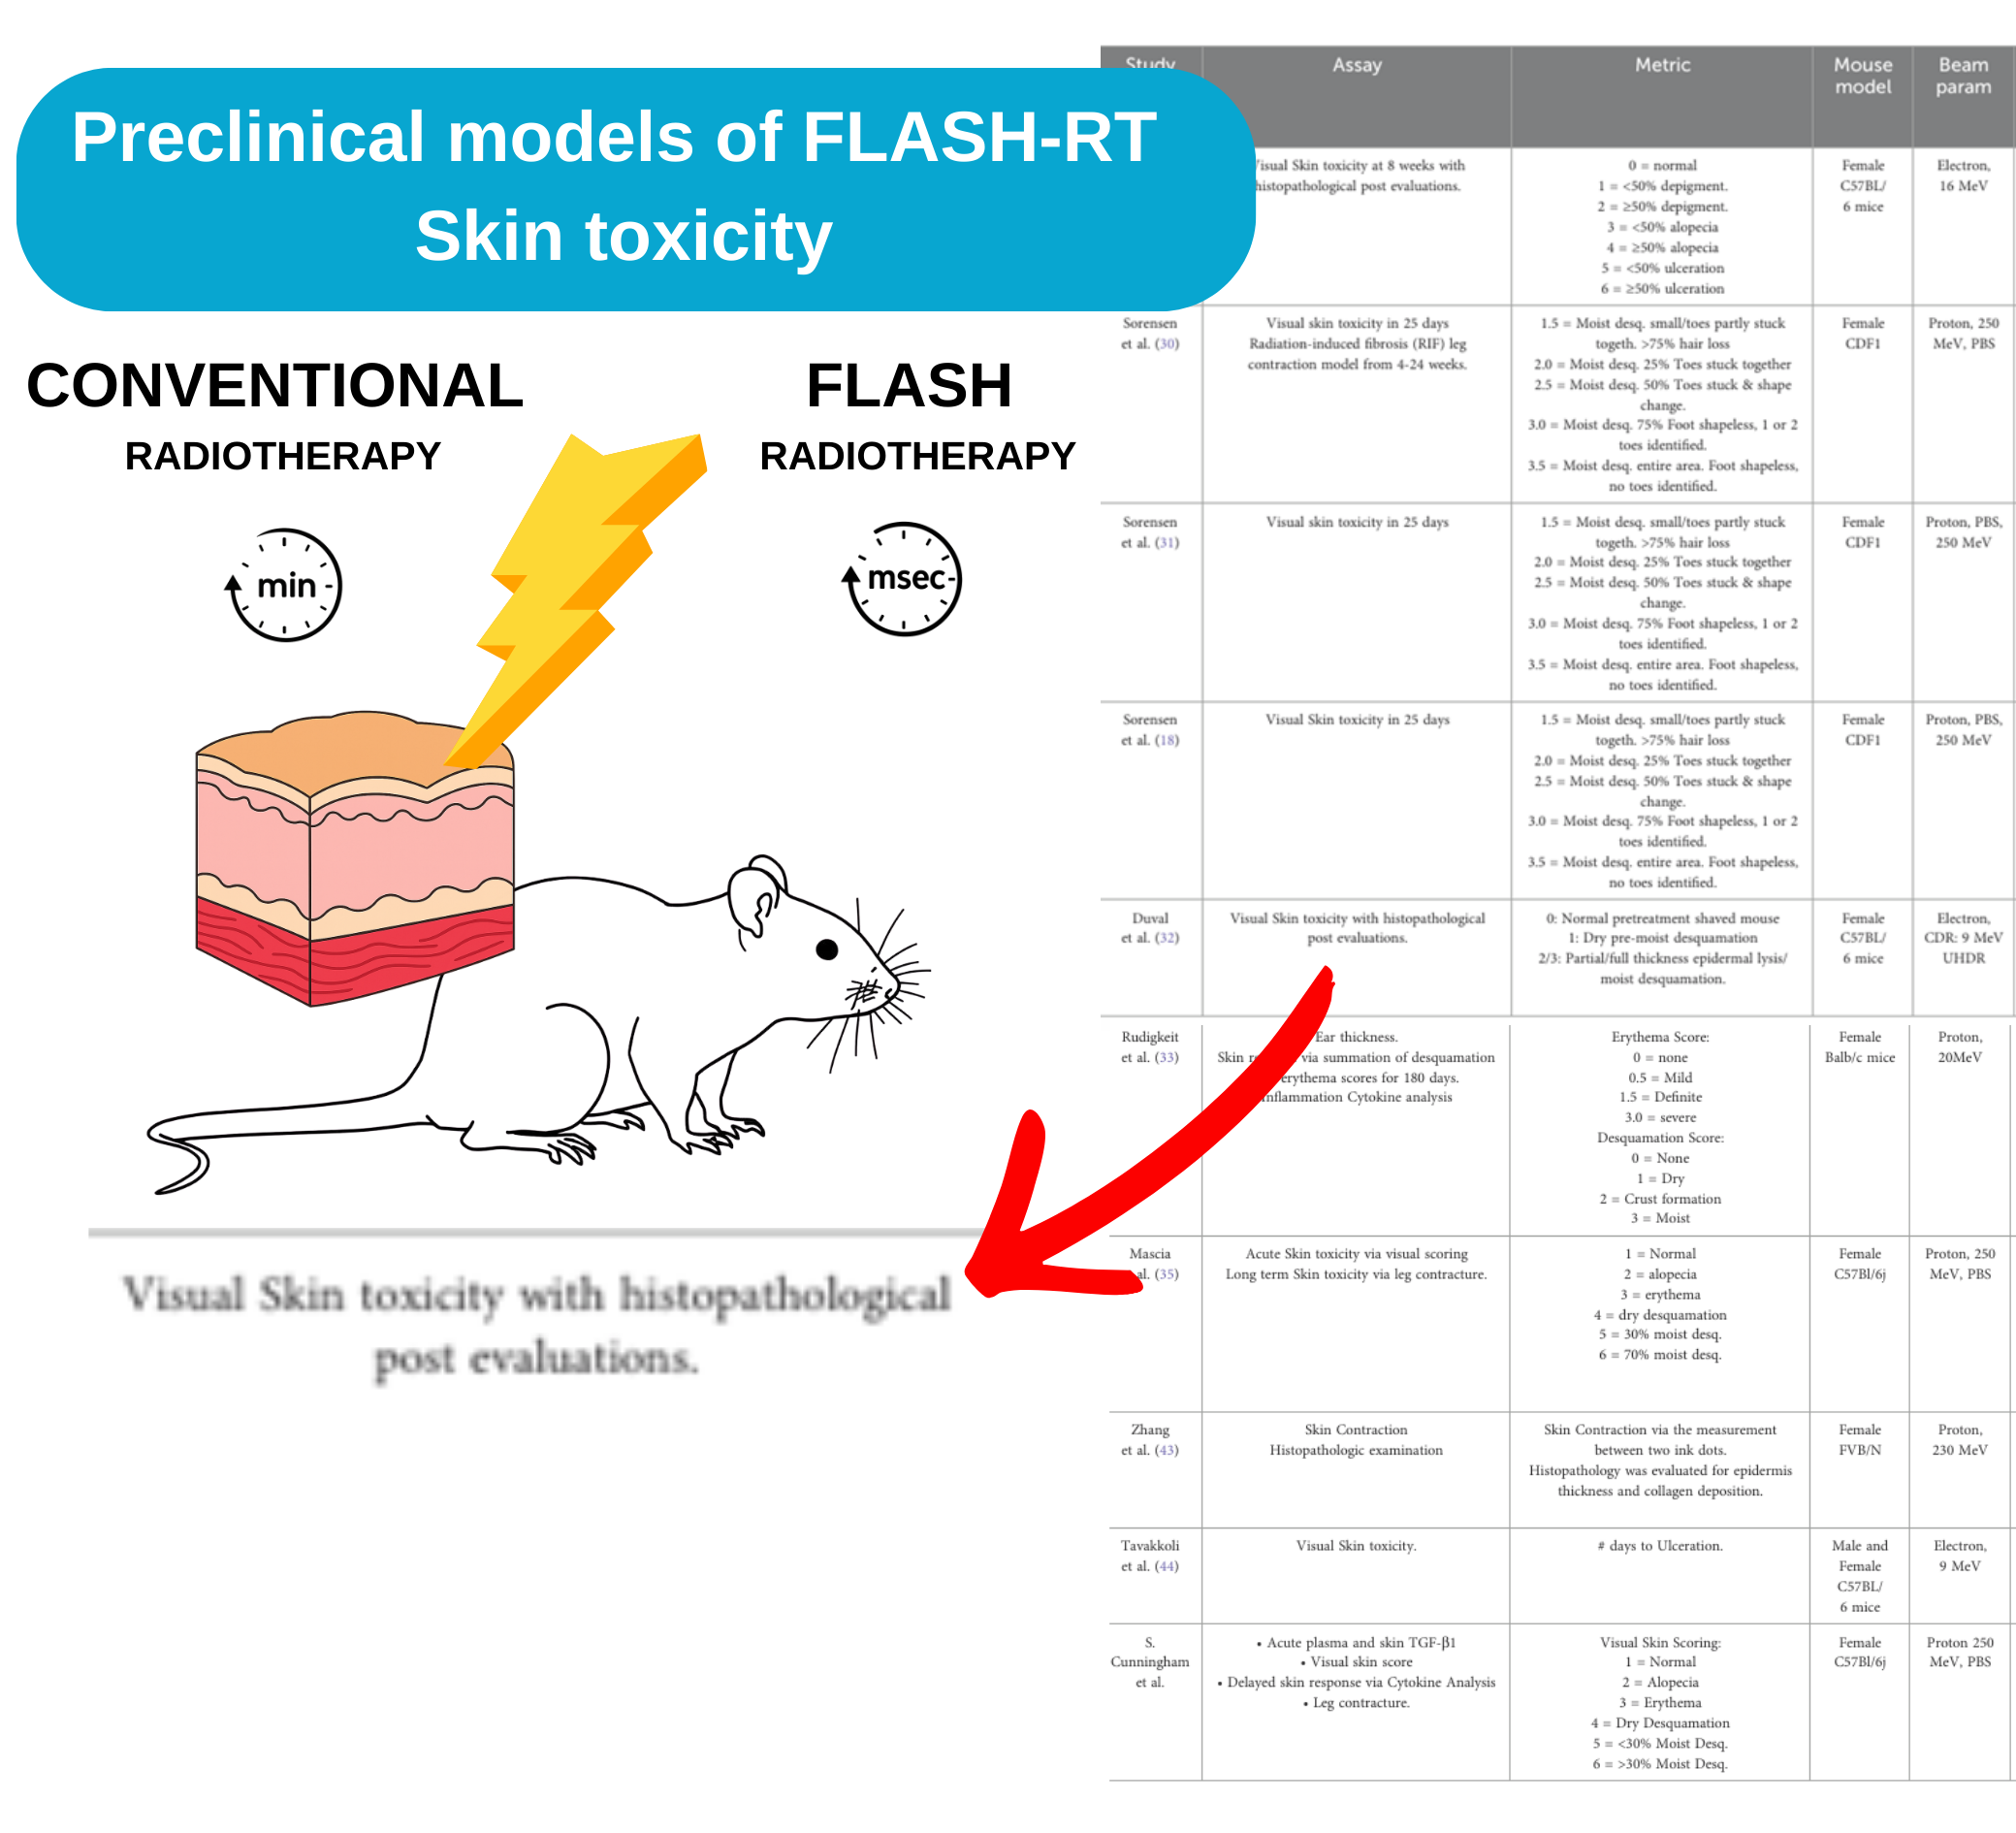 Preclinical models of FLASH-RT
Skin toxicity
CONVENTIONAL
RADIOTHERAPY
FLASH
RADIOTHERAPY
min
msec
Visual Skin toxicity with histopathological
post evaluations.
Study
Assay
Metric
Mouse
model
Beam
param
Visual Skin toxicity at 8 weeks with
histopathological post evaluations.
0 = normal
1 = <50% depigment.
2 = ≥50% depigment.
3 = <50% alopecia
4 = ≥50% alopecia
5 = <50% ulceration
6 = ≥50% ulceration
Female
C57BL/
6 mice
Electron,
16 MeV
Sorensen
et al. (30)
Visual skin toxicity in 25 days
Radiation-induced fibrosis (RIF) leg
contraction model from 4-24 weeks.
1.5 = Moist desq. small/toes partly stuck
togeth. >75% hair loss
2.0 = Moist desq. 25% Toes stuck together
2.5 = Moist desq. 50% Toes stuck & shape
change.
3.0 = Moist desq. 75% Foot shapeless, 1 or 2
toes identified.
3.5 = Moist desq. entire area. Foot shapeless,
no toes identified.
Female
CDF1
Proton, 250
MeV, PBS
Sorensen
et al. (31)
Visual skin toxicity in 25 days
1.5 = Moist desq. small/toes partly stuck
togeth. >75% hair loss
2.0 = Moist desq. 25% Toes stuck together
2.5 = Moist desq. 50% Toes stuck & shape
change.
3.0 = Moist desq. 75% Foot shapeless, 1 or 2
toes identified.
3.5 = Moist desq. entire area. Foot shapeless,
no toes identified.
Female
CDF1
Proton, PBS,
250 MeV
Sorensen
et al. (18)
Visual Skin toxicity in 25 days
1.5 = Moist desq. small/toes partly stuck
togeth. >75% hair loss
2.0 = Moist desq. 25% Toes stuck together
2.5 = Moist desq. 50% Toes stuck & shape
change.
3.0 = Moist desq. 75% Foot shapeless, 1 or 2
toes identified.
3.5 = Moist desq. entire area. Foot shapeless,
no toes identified.
Female
CDF1
Proton, PBS,
250 MeV
Duval
et al. (32)
Visual Skin toxicity with histopathological
post evaluations.
0: Normal pretreatment shaved mouse
1: Dry pre-moist desquamation
2/3: Partial/full thickness epidermal lysis/
moist desquamation.
Female
C57BL/
6 mice
Electron,
CDR: 9 MeV
UHDR
Rudigkeit
et al. (33)
Ear thickness.
Skin via summation of desquamation
erythema scores for 180 days.
Inflammation Cytokine analysis
Erythema Score:
0 = none
0.5 = Mild
1.5 = Definite
3.0 = severe
Desquamation Score:
0 = None
1 = Dry
2 = Crust formation
3 = Moist
Female
Balb/c mice
Proton,
20MeV
Mascia
al. (35)
Acute Skin toxicity via visual scoring
Long term Skin toxicity via leg contracture.
1 = Normal
2 = alopecia
3 = erythema
4 = dry desquamation
5 = 30% moist desq.
6 = 70% moist desq.
Female
C57Bl/6j
Proton, 250
MeV, PBS
Zhang
et al. (43)
Skin Contraction
Histopathologic examination
Skin Contraction via the measurement
between two ink dots.
Histopathology was evaluated for epidermis
thickness and collagen deposition.
Female
FVB/N
Proton,
230 MeV
Tavakkoli
et al. (44)
Visual Skin toxicity.
# days to Ulceration.
Male and
Female
C57BL/
6 mice
Electron,
9 MeV
S.
Cunningham
et al.
• Acute plasma and skin TGF-β1
• Visual skin score
• Delayed skin response via Cytokine Analysis
• Leg contracture.
Visual Skin Scoring:
1 = Normal
2 = Alopecia
3 = Erythema
4 = Dry Desquamation
5 = <30% Moist Desq.
6 = >30% Moist Desq.
Female
C57Bl/6j
Proton 250
MeV, PBS